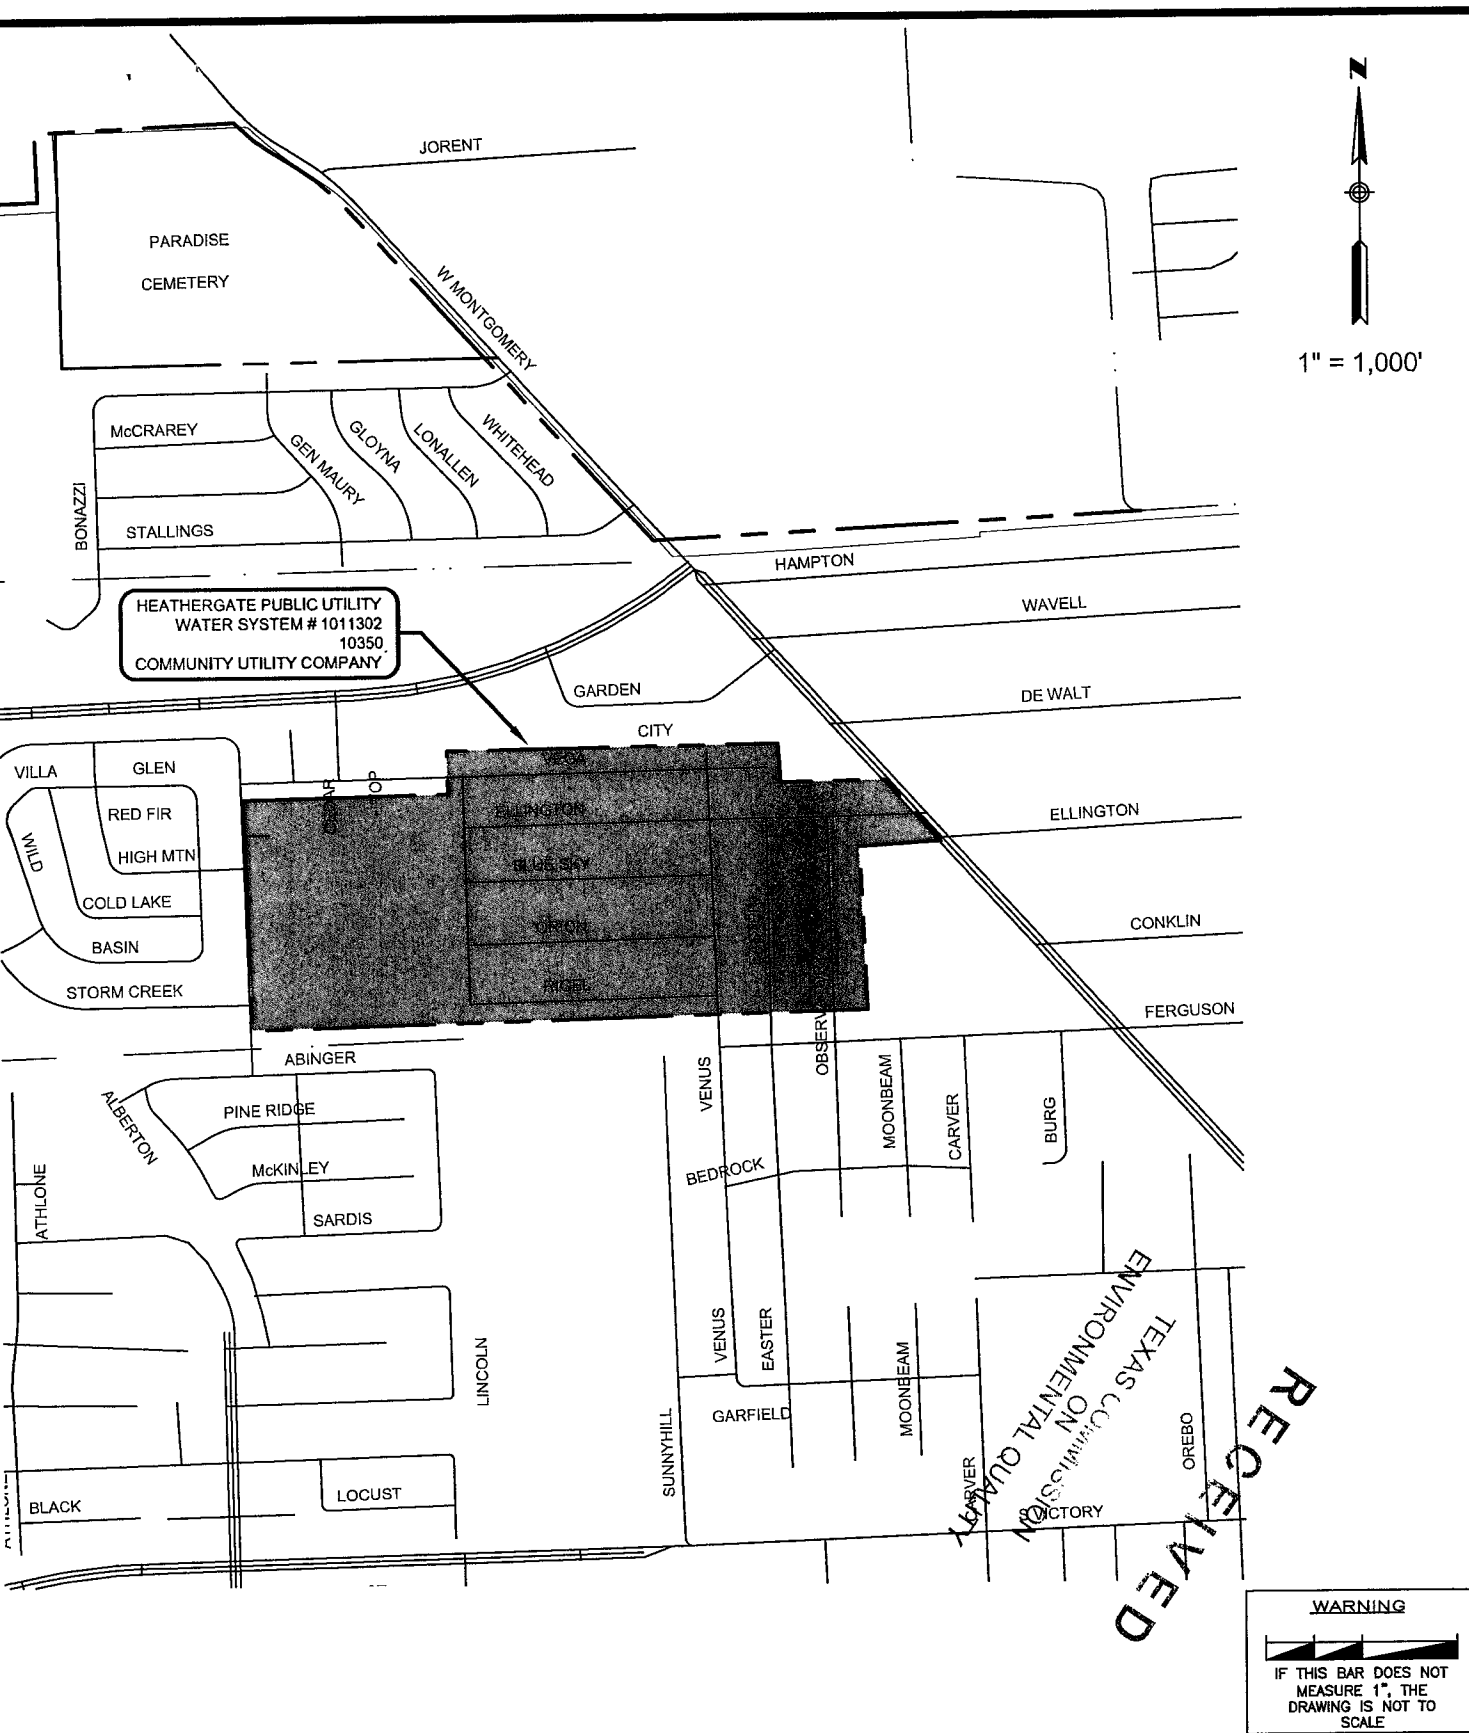 JORENT
N
PARADISE
CEMETERY
W MONTGOMERY
1" = 1,000'
McCRAREY
GEN MAURY
GLOYNA
LONALLEN
WHITEHEAD
BONAZZI
STALLINGS
HAMPTON
HEATHERGATE PUBLIC UTILITY
WATER SYSTEM # 1011302
10350
COMMUNITY UTILITY COMPANY
WAVELL
GARDEN
CITY
DE WALT
VEGA
VILLA
GLEN
RED FIR
WILD
HIGH MTN
COLD LAKE
BASIN
STORM CREEK
ELLINGTON
ELLINGTON
BLUE SKY
ORION
RIGEL
CONKLIN
FERGUSON
ABINGER
ALBERTON
PINE RIDGE
McKINLEY
SARDIS
ATHLONE
VENUS
MOONBEAM
CARVER
BURG
BEDROCK
VENUS
EASTER
MOONBEAM
LINCOLN
SUNNYHILL
GARFIELD
OREBO
BLACK
LOCUST
S VICTORY
TEXAS COMMISSION
ON
ENVIRONMENTAL QUALITY
RECEIVED
WARNING
IF THIS BAR DOES NOT
MEASURE 1", THE
DRAWING IS NOT TO
SCALE